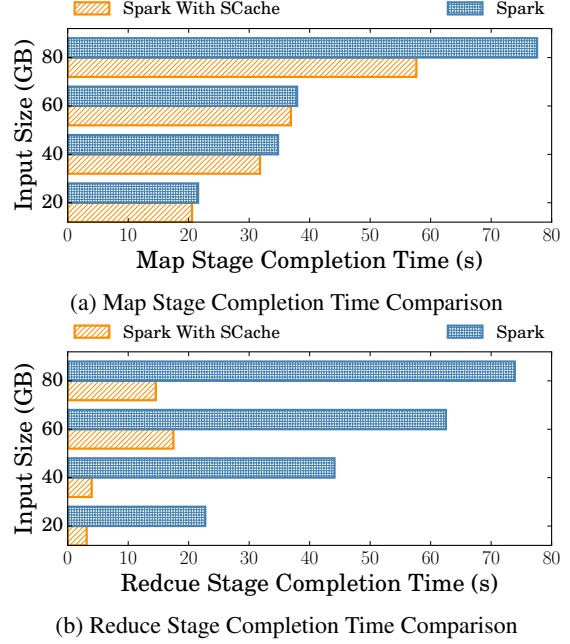 Spark With SCache Spark
Input Size (GB)
80
60
40
20
0 10 20 30 40 50 60 70 80
Map Stage Completion Time (s)
(a) Map Stage Completion Time Comparison
Spark With SCache Spark
Input Size (GB)
80
60
40
20
0 10 20 30 40 50 60 70 80
Redcue Stage Completion Time (s)
(b) Reduce Stage Completion Time Comparison